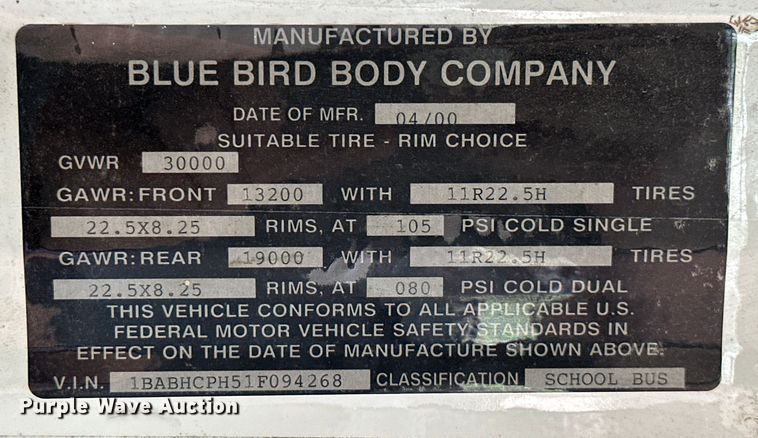 MANUFACTURED BY
BLUE BIRD BODY COMPANY
DATE OF MFR. 04/00
SUITABLE TIRE - RIM CHOICE
GVWR 30000
GAWR: FRONT 13200 WITH 11R22.5H TIRES
22.5X8.25 RIMS, AT 105 PSI COLD SINGLE
GAWR: REAR 19000 WITH 11R22.5H TIRES
22.5X8.25 RIMS, AT 080 PSI COLD DUAL
THIS VEHICLE CONFORMS TO ALL APPLICABLE U.S.
FEDERAL MOTOR VEHICLE SAFETY STANDARDS IN
EFFECT ON THE DATE OF MANUFACTURE SHOWN ABOVE.
V.I.N. 1BABHCPH51F094268 CLASSIFICATION SCHOOL BUS
Purple Wave Auction